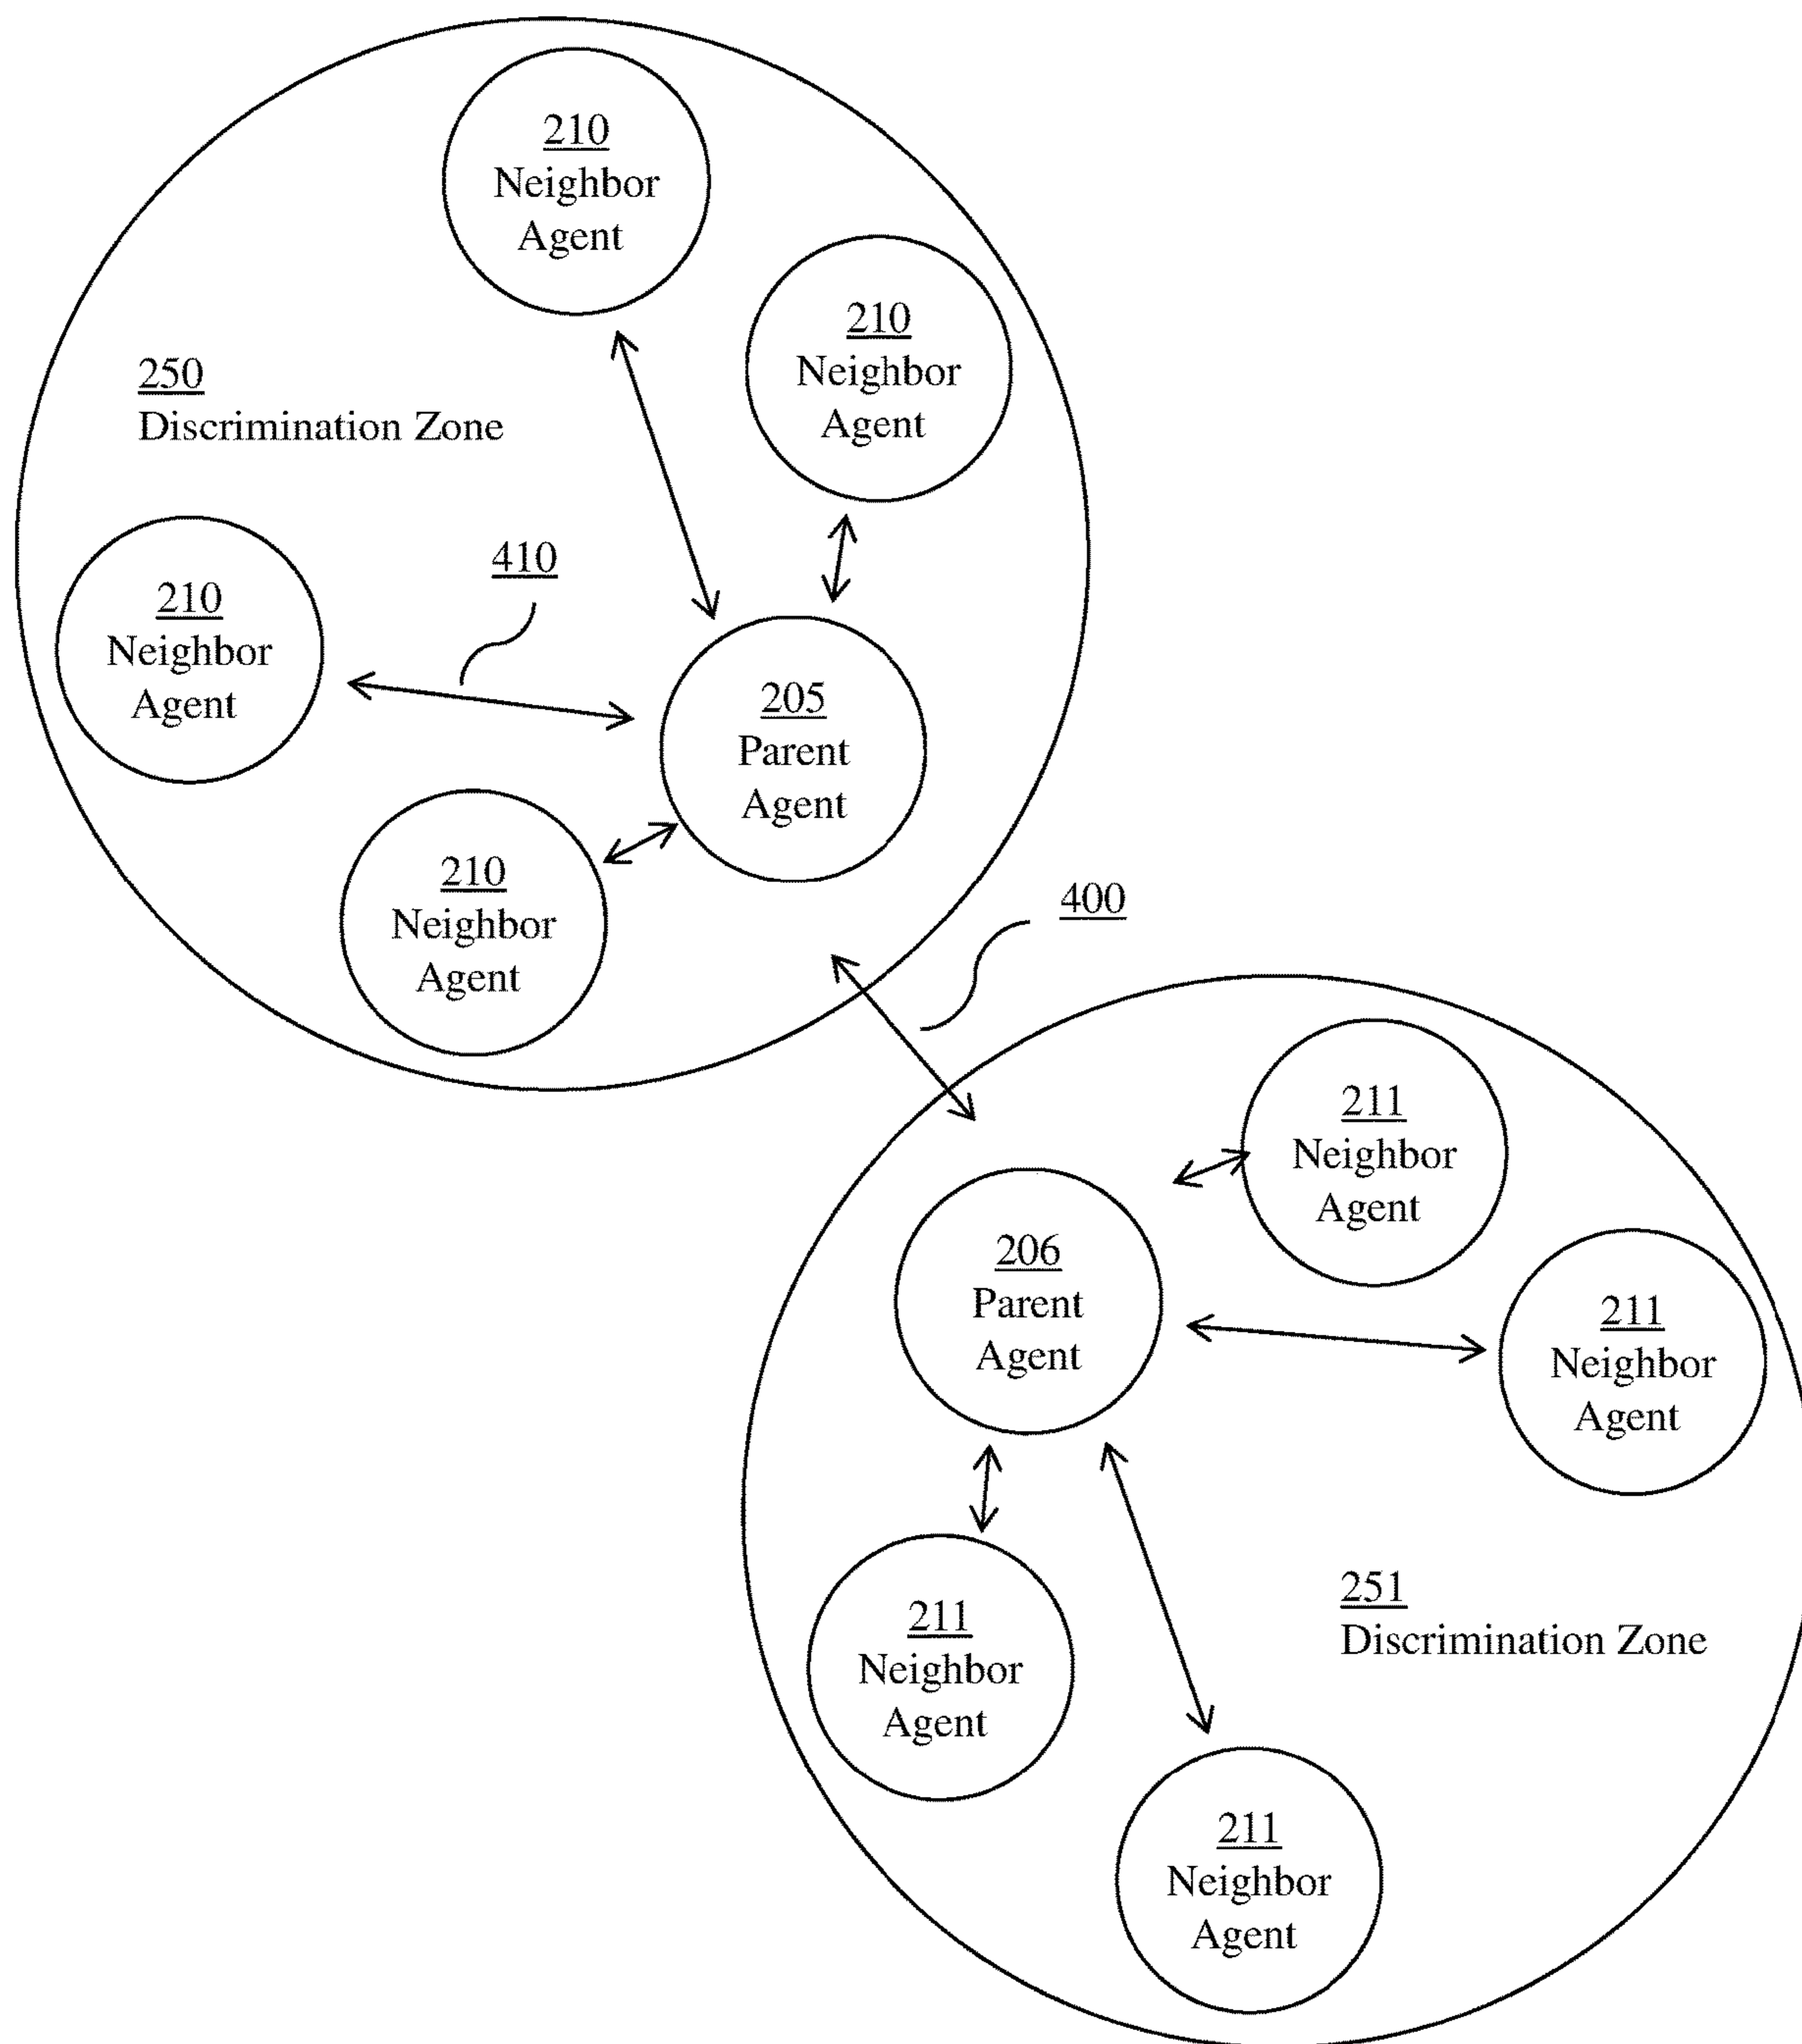 210
Neighbor
Agent
210
Neighbor
Agent
250
Discrimination Zone
410
210
Neighbor
Agent
205
Parent
Agent
210
Neighbor
Agent
400
211
Neighbor
Agent
206
Parent
Agent
211
Neighbor
Agent
251
Discrimination Zone
211
Neighbor
Agent
211
Neighbor
Agent